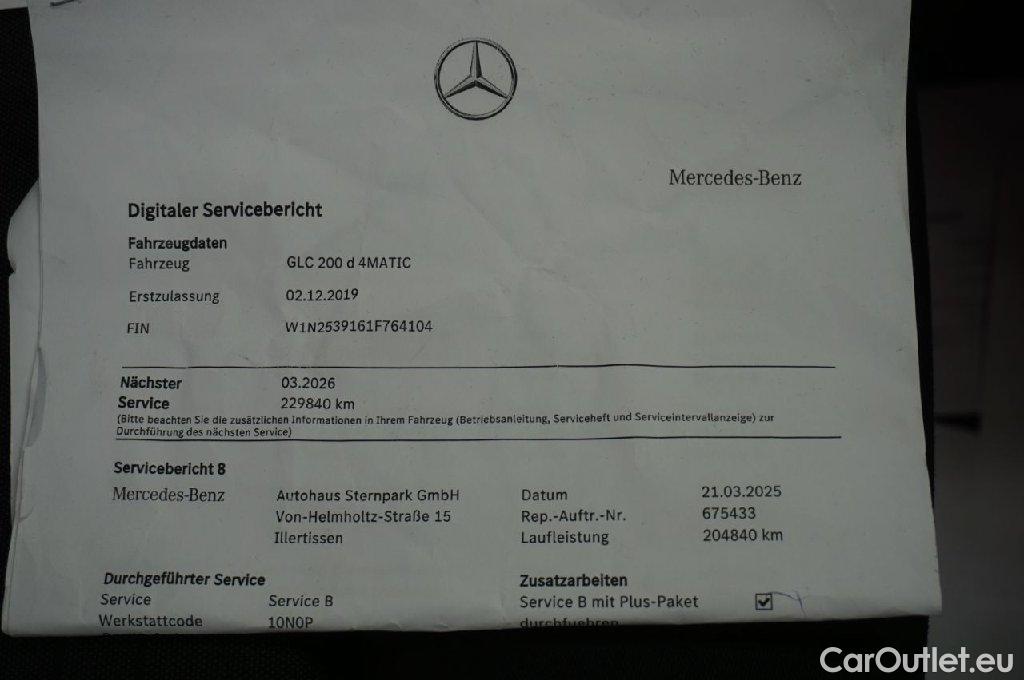 Mercedes-Benz
Digitaler Servicebericht
Fahrzeugdaten
Fahrzeug GLC 200 d 4MATIC
Erstzulassung 02.12.2019
FIN W1N2539161F764104
Nächster 03.2026
Service 229840 km
(Bitte beachten Sie die zusätzlichen Informationen in Ihrem Fahrzeug (Betriebsanleitung, Serviceheft und Serviceintervallanzeige) zur
Durchführung des nächsten Service)
Servicebericht B
Mercedes-Benz Autohaus Sternpark GmbH Datum 21.03.2025
Von-Helmholtz-Straße 15 Rep.-Auftr.-Nr. 675433
Illertissen Laufleistung 204840 km
Durchgeführter Service Zusatzarbeiten
Service Service B Service B mit Plus-Paket
Werkstattcode 10N0P durchfuehren
CarOutlet.eu